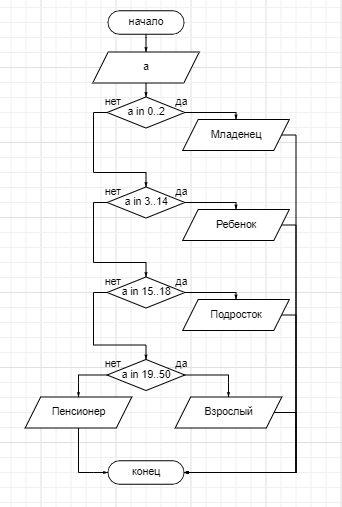 начало
a
нет
да
a in 0..2
Младенец
нет
да
a in 3..14
Ребенок
нет
да
a in 15..18
Подросток
нет
да
a in 19..50
Пенсионер
Взрослый
конец